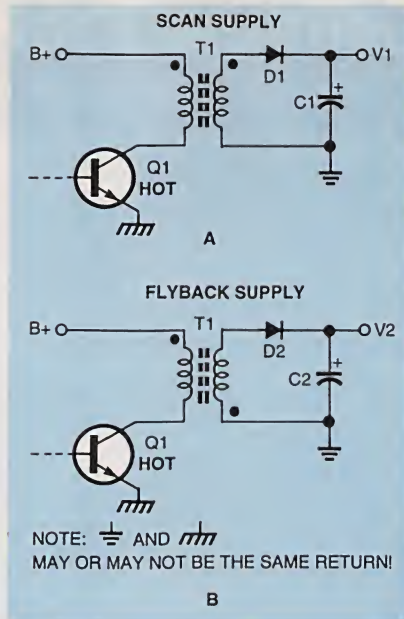 SCAN SUPPLY
B+
T1
D1
V1
+
C1
Q1
HOT
A
FLYBACK SUPPLY
B+
T1
D2
V2
+
C2
Q1
HOT
NOTE: AND
MAY OR MAY NOT BE THE SAME RETURN!
B